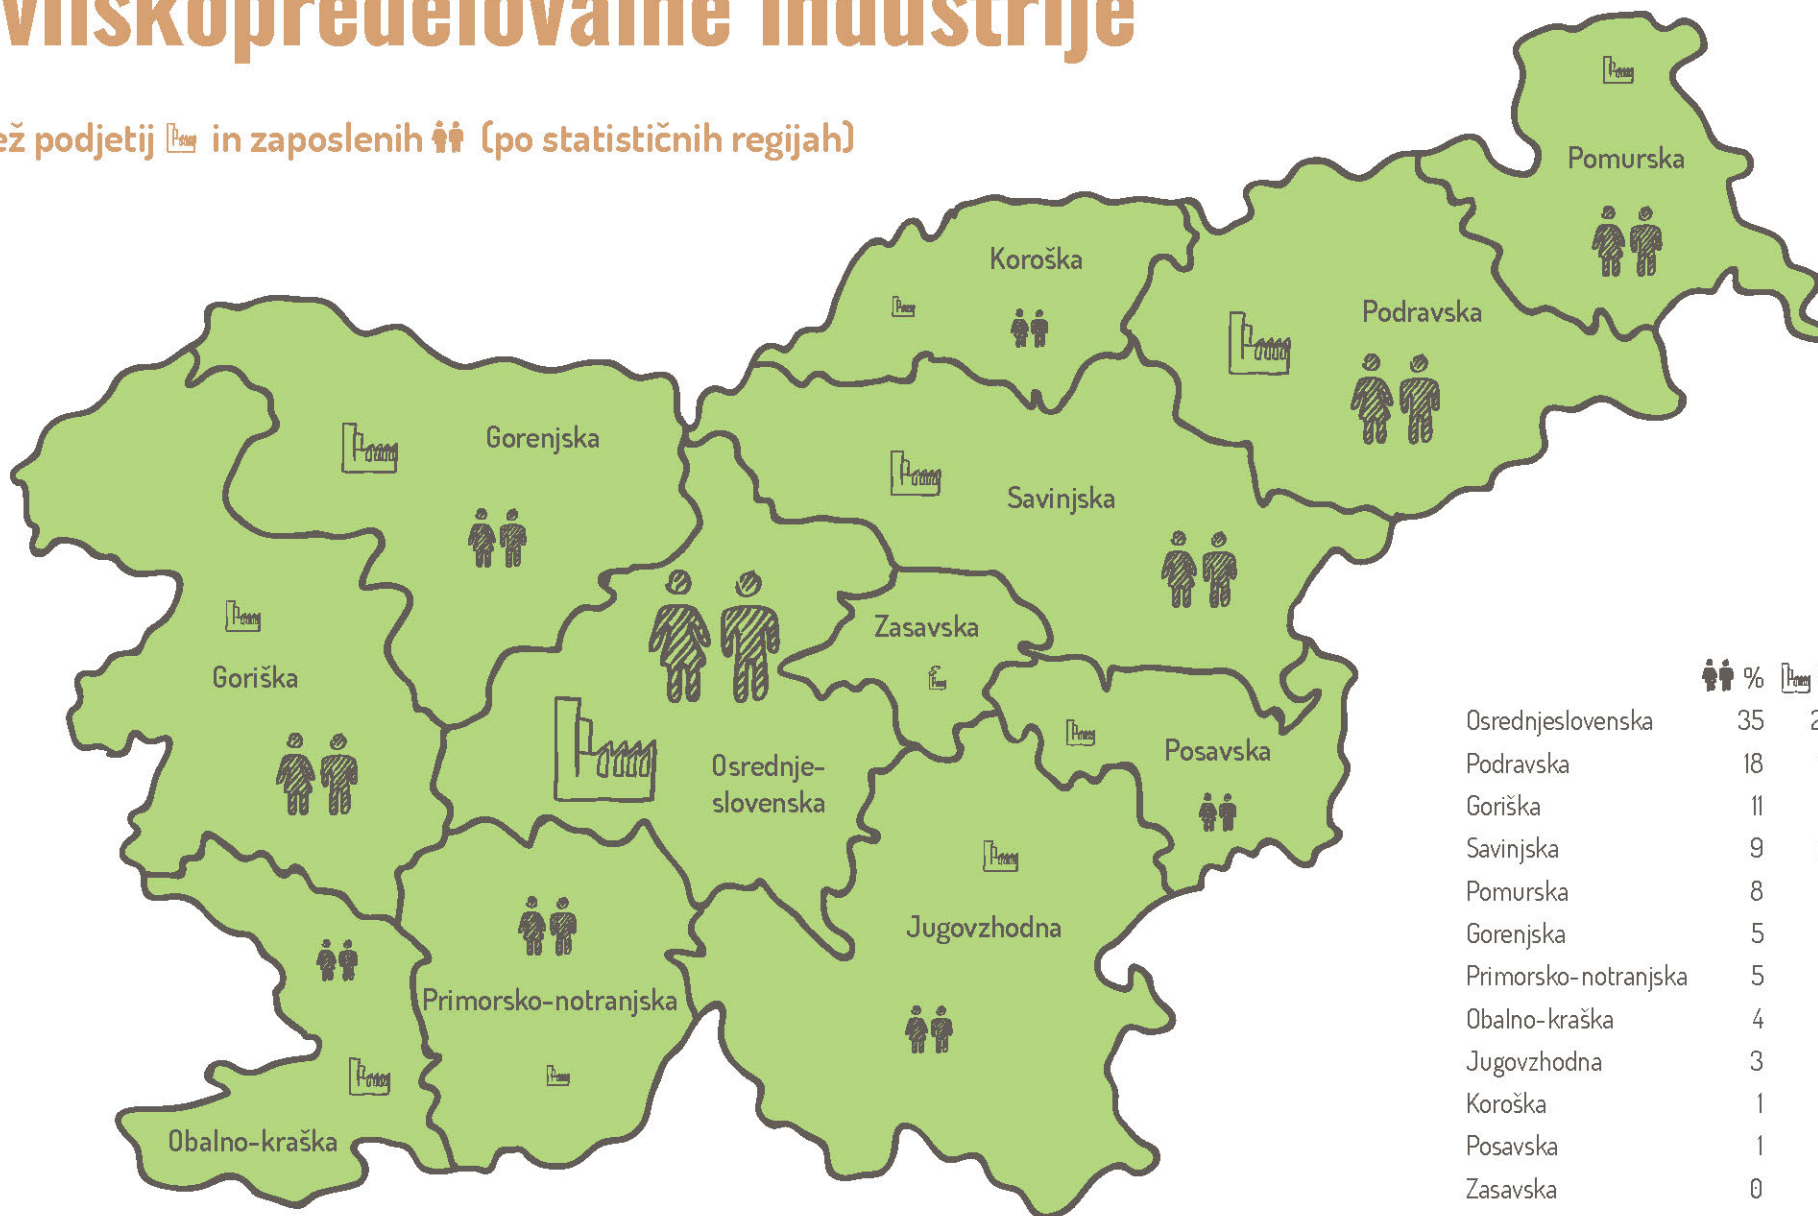 vilskopredelovalne industrije
ež podjetij in zaposlenih (po statističnih regijah)
Pomurska
Koroška
Podravska
Gorenjska
Savinjska
Zasavska
Goriška
Posavska
Osrednje-
slovenska
Jugovzhodna
Primorsko-notranjska
Obalno-kraška
%
Osrednjeslovenska 35 2
Podravska 18
Goriška 11
Savinjska 9
Pomurska 8
Gorenjska 5
Primorsko-notranjska 5
Obalno-kraška 4
Jugovzhodna 3
Koroška 1
Posavska 1
Zasavska 0